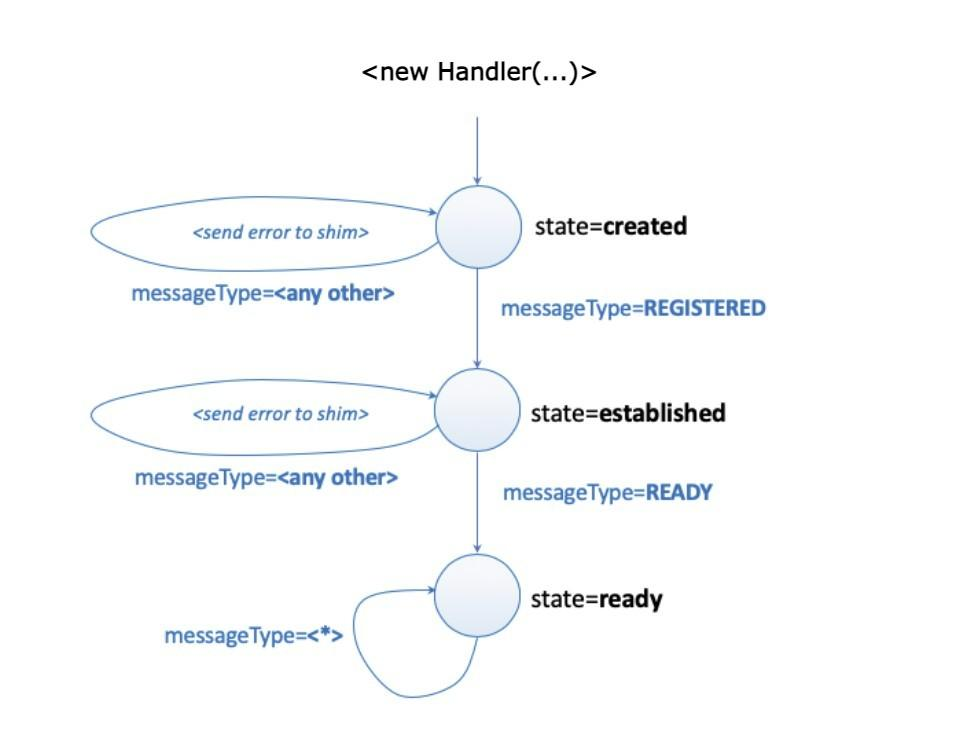 <new Handler(...)>
<send error to shim>
state=created
messageType=<any other>
messageType=REGISTERED
<send error to shim>
state=established
messageType=<any other>
messageType=READY
state=ready
messageType=<*>